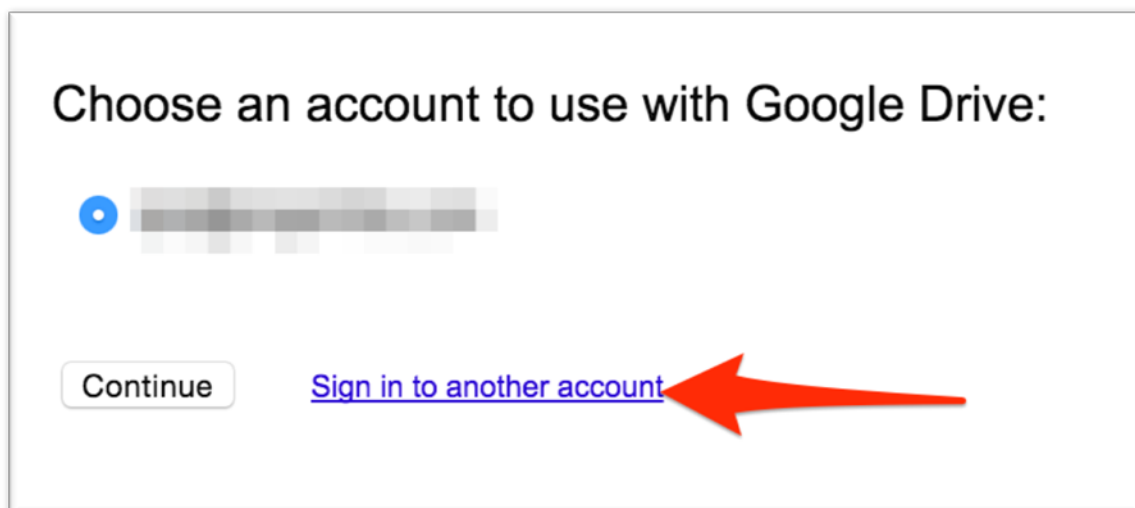 Choose an account to use with Google Drive:
Continue
Sign in to another account